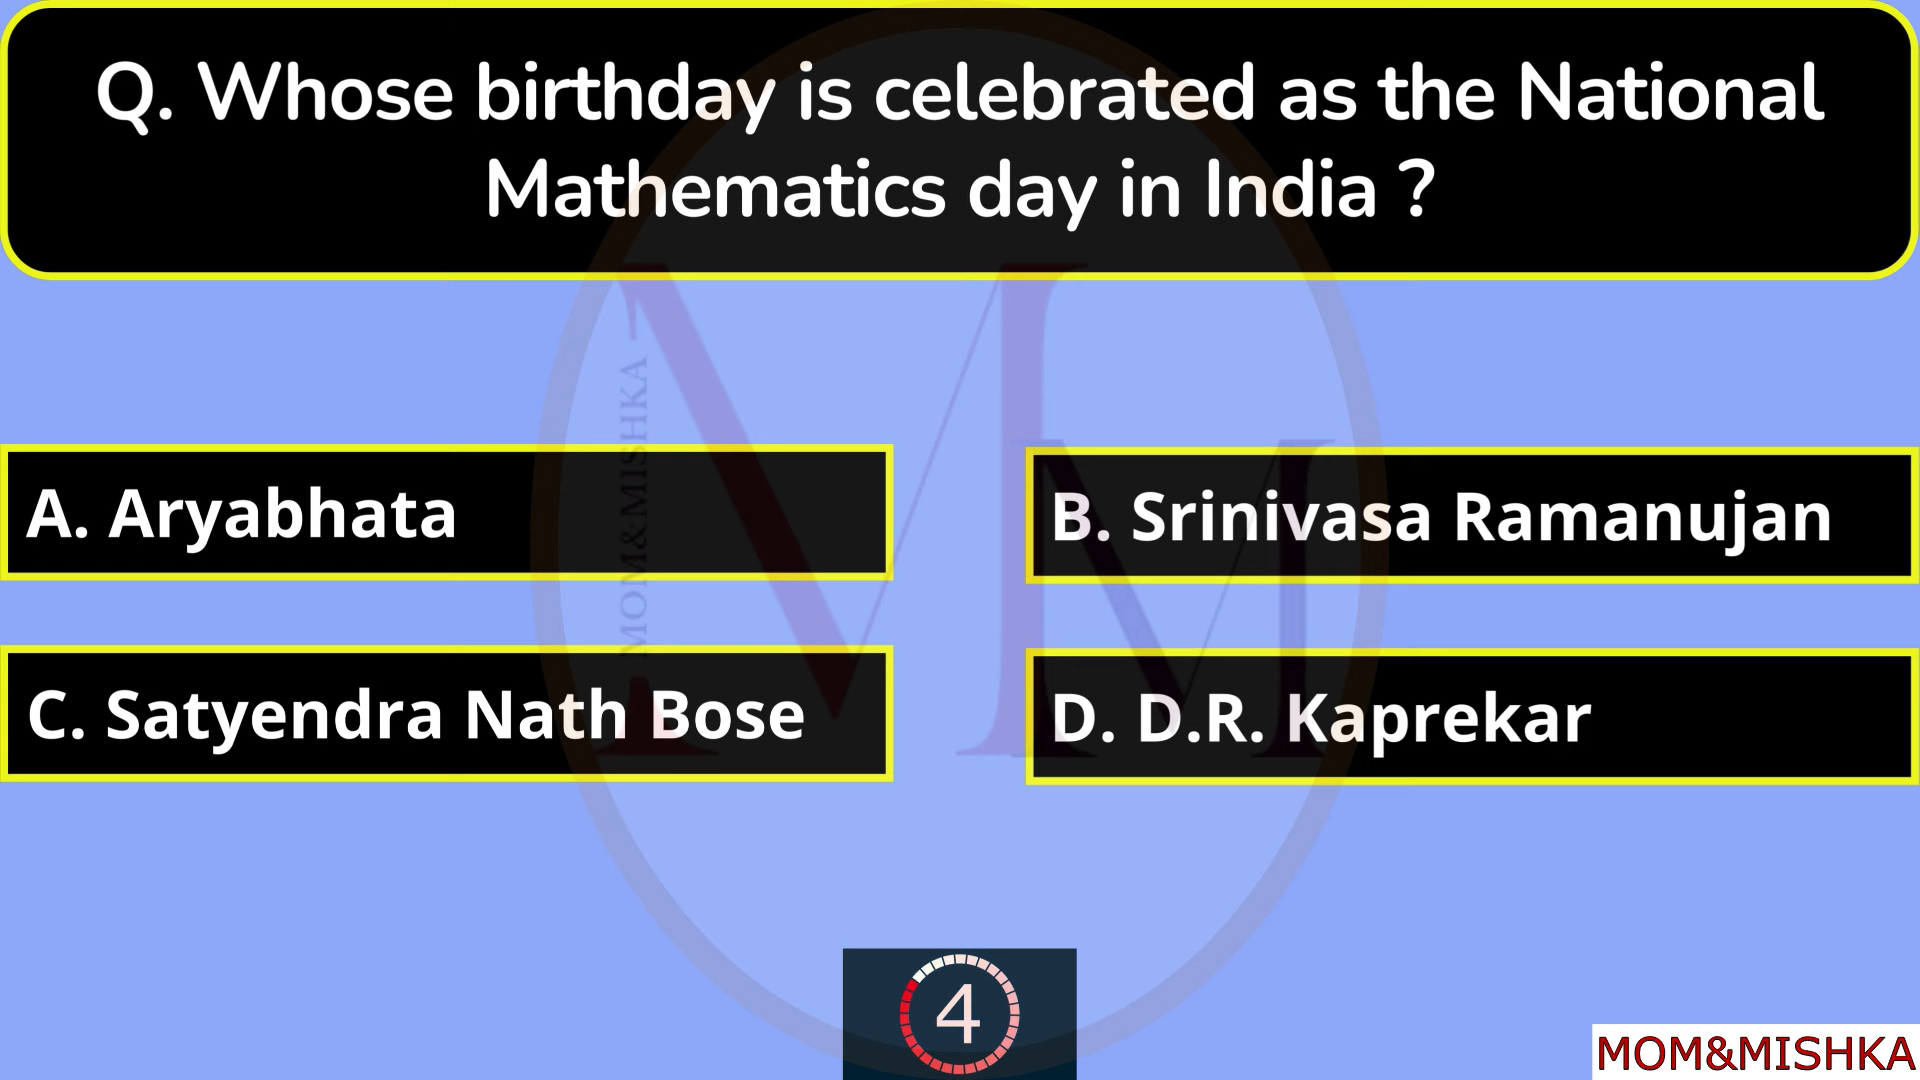 Q. Whose birthday is celebrated as the National
Mathematics day in India ?
MOM&MISHKA
A. Aryabhata
B. Srinivasa Ramanujan
C. Satyendra Nath Bose
D. D.R. Kaprekar
4
MOM&MISHKA